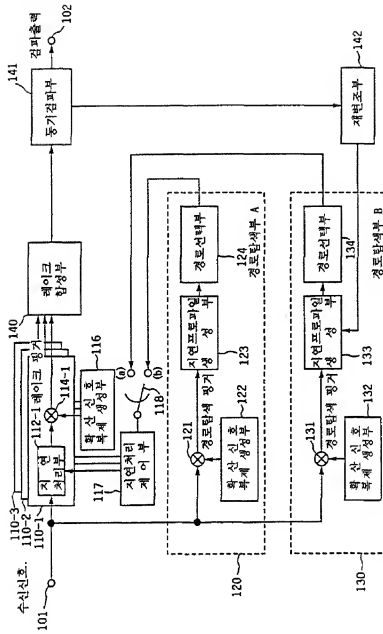 수신신호
101
110-3
110-2
110-1
112-1
레이크 핑거
지연
처리부
114-1
확산 신호
복제 생성부
116
지연처리
제어부
117
118
(a)
(b)
140
레이크
합성부
동기검파부
141
검파출력
102
재변조부
142
121
경로탐색 핑거
확산 신호
복제 생성부
122
지연프로파일
생성부
123
경로선택부
124
경로탐색부 A
120
131
경로탐색 핑거
확산 신호
복제 생성부
132
지연프로파일
생성부
133
경로선택부
134
경로탐색부 B
130